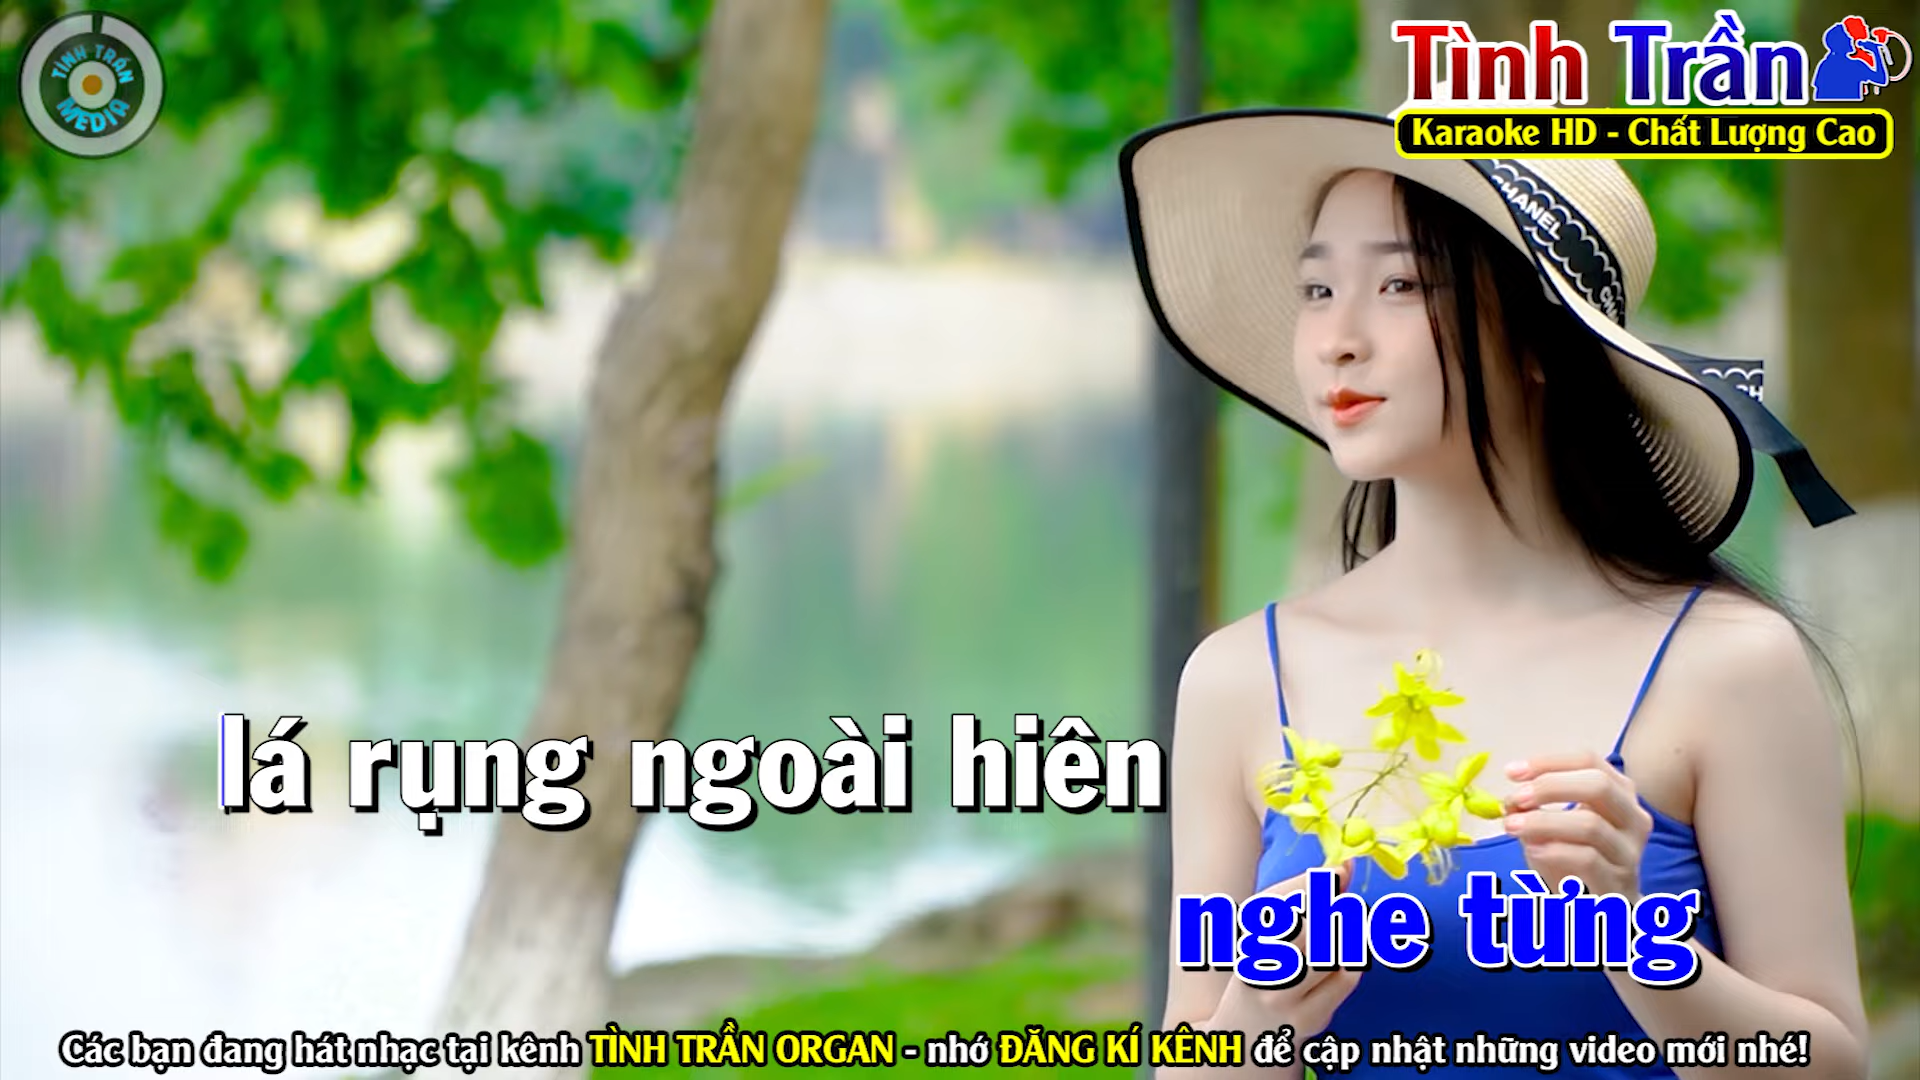 TÌNH TRẦN
MEDIA
Tình Trần
Karaoke HD - Chất Lượng Cao
CHANEL
CHA
CH
lá rụng ngoài hiên
nghe từng
Các bạn đang hát nhạc tại kênh TÌNH TRẦN ORGAN - nhớ ĐĂNG KÍ KÊNH để cập nhật những video mới nhé!